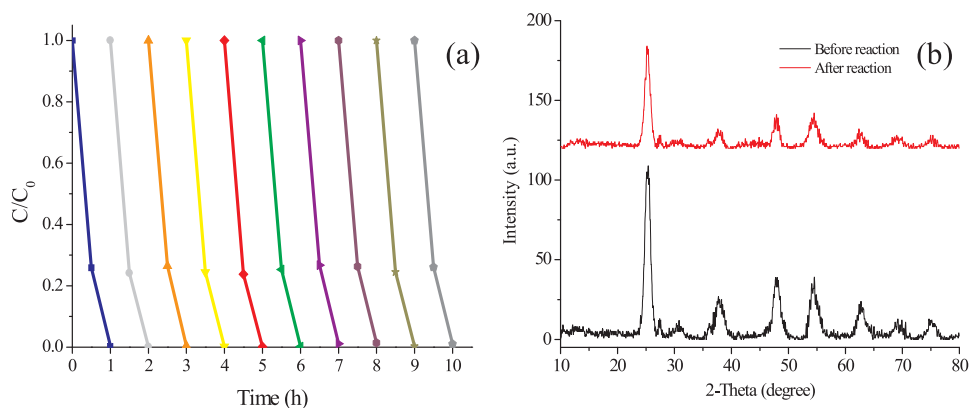 (a)
C/C0
1.0
0.8
0.6
0.4
0.2
0.0
0 1 2 3 4 5 6 7 8 9 10
Time (h)
(b)
Before reaction
After reaction
Intensity (a.u.)
200
150
100
50
0
10 20 30 40 50 60 70 80
2-Theta (degree)